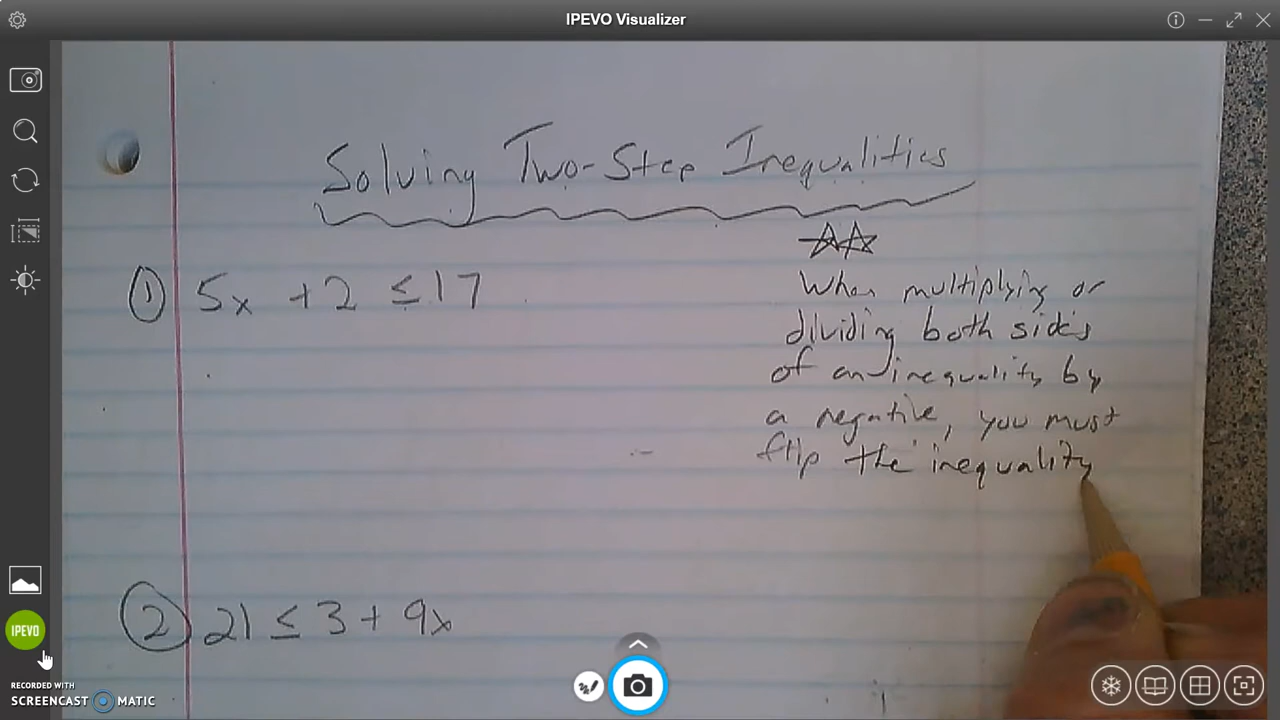 IPEVO Visualizer
Solving Two-Step Inequalities
① 5x + 2 ≤ 17
When multiplying or
dividing both sides
of an inequality by
a negative, you must
flip the inequality
② 21 ≤ 3 + 9x
IPEVO
RECORDED WITH
SCREENCAST MATIC